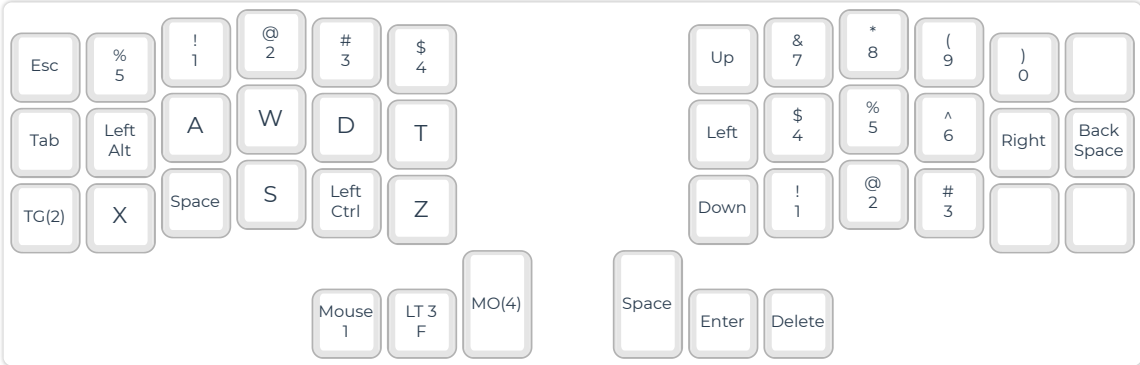 Esc
%
5
!
1
@
2
#
3
$
4
Up
&
7
*
8
(
9
)
0
Tab
Left
Alt
A
W
D
T
Left
$
4
%
5
^
6
Right
Back
Space
TG(2)
X
Space
S
Left
Ctrl
Z
Down
!
1
@
2
#
3
Mouse
1
LT 3
F
MO(4)
Space
Enter
Delete